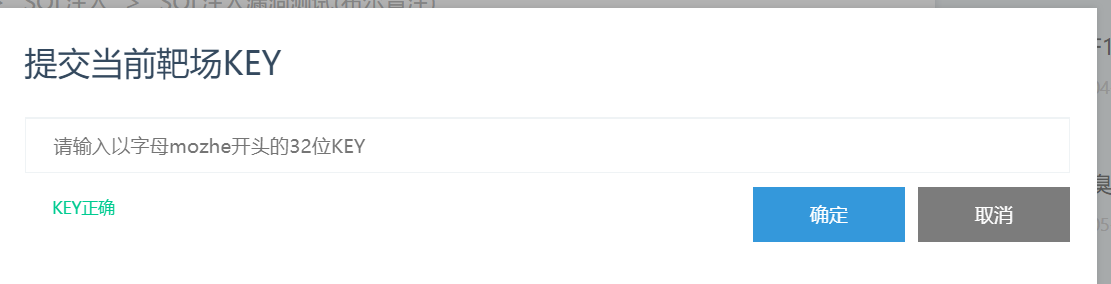 > SQL注入 > SQL注入漏洞测试(布尔盲注)
提交当前靶场KEY
请输入以字母mozhe开头的32位KEY
KEY正确
确定
取消